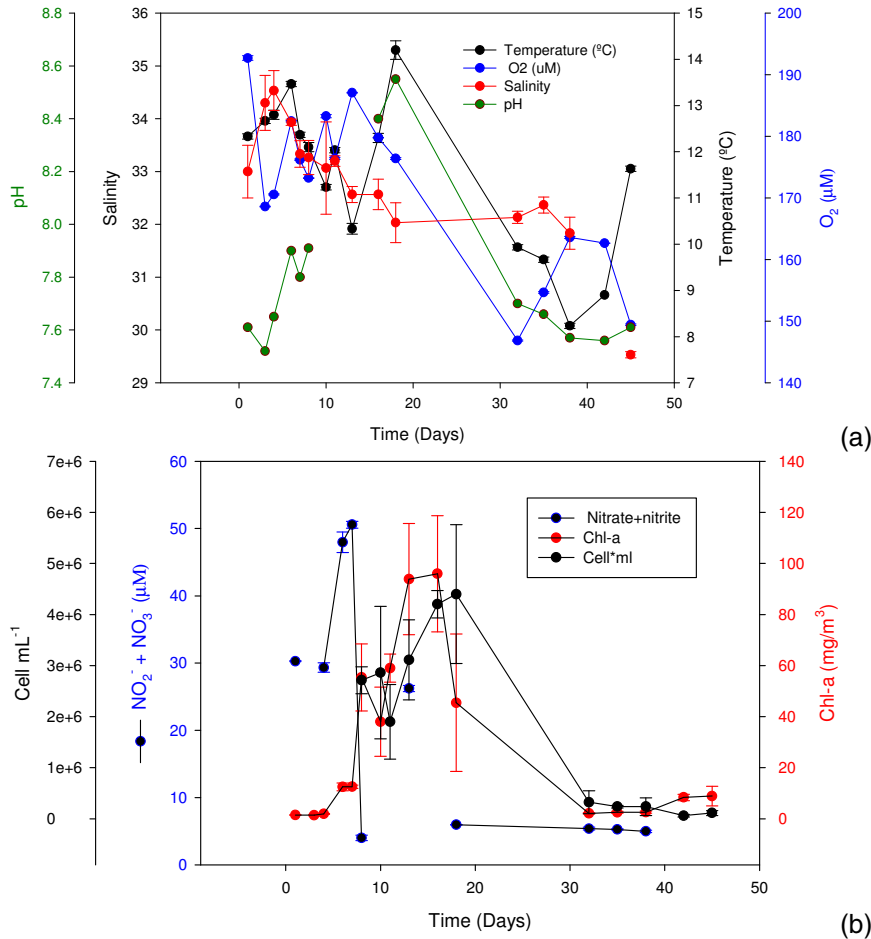 36
35
34
33
32
31
30
29
Salinity
8.6
8.4
8.2
8.0
7.8
7.6
7.4
pH
15
14
13
12
11
10
9
8
7
Temperature (ºC)
200
190
180
170
160
150
140
O₂ (µM)
Temperature (ºC)
O2 (uM)
Salinity
pH
0 10 20 30 40 50
Time (Days)
(a)
7e+6
6e+6
5e+6
4e+6
3e+6
2e+6
1e+6
0
Cell mL⁻¹
60
50
40
30
20
10
0
NO₂⁻ + NO₃⁻ (µM)
140
120
100
80
60
40
20
0
Chl-a (mg/m³)
Nitrate+nitrite
Chl-a
Cell*ml
0 10 20 30 40 50
Time (Days)
(b)